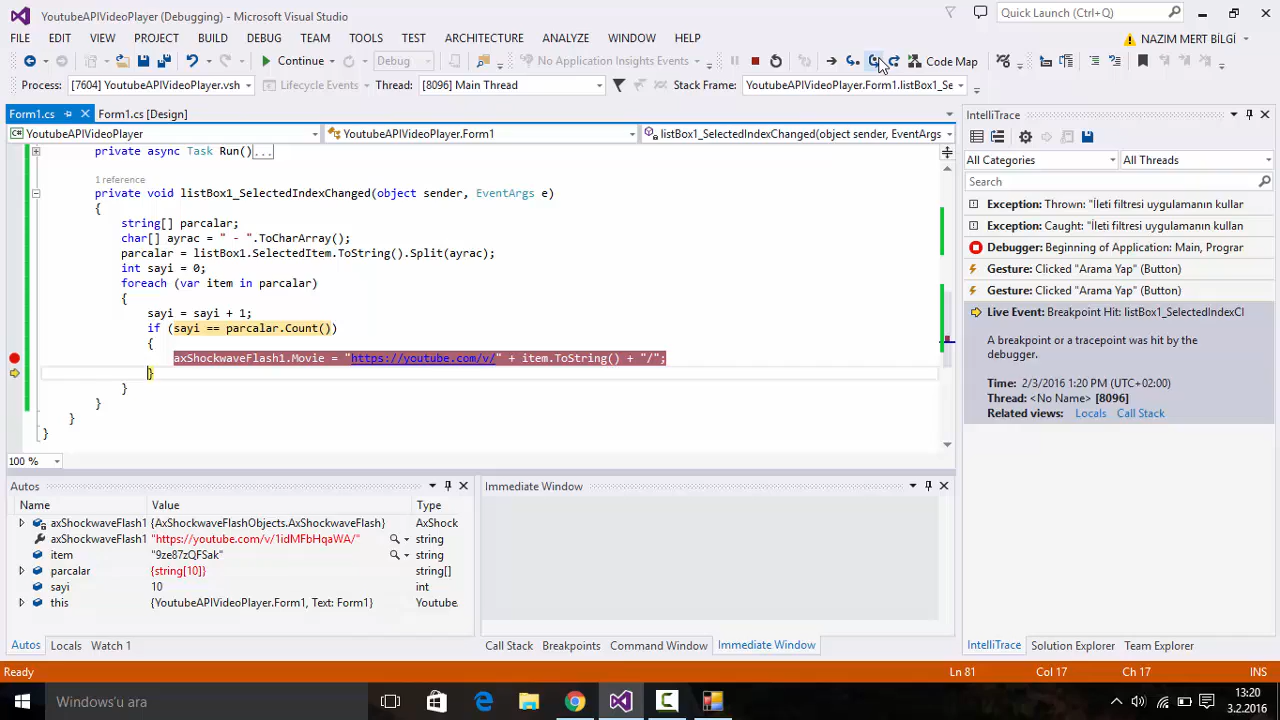 YoutubeAPIVideoPlayer (Debugging) - Microsoft Visual Studio
Quick Launch (Ctrl+Q)
FILE EDIT VIEW PROJECT BUILD DEBUG TEAM TOOLS TEST ARCHITECTURE ANALYZE WINDOW HELP
NAZIM MERT BİLGİ
Continue Debug No Application Insights Events Code Map
Process: [7604] YoutubeAPIVideoPlayer.vsh Lifecycle Events Thread: [8096] Main Thread Stack Frame: YoutubeAPIVideoPlayer.Form1.listBox1_Se
Form1.cs Form1.cs [Design]
YoutubeAPIVideoPlayer YoutubeAPIVideoPlayer.Form1 listBox1_SelectedIndexChanged(object sender, EventArgs
private async Task Run()...
1 reference
private void listBox1_SelectedIndexChanged(object sender, EventArgs e)
{
string[] parcalar;
char[] ayrac = " - ".ToCharArray();
parcalar = listBox1.SelectedItem.ToString().Split(ayrac);
int sayi = 0;
foreach (var item in parcalar)
{
sayi = sayi + 1;
if (sayi == parcalar.Count())
{
axShockwaveFlash1.Movie = "https://youtube.com/v/" + item.ToString() + "/";
}
}
}
}
}
100 %
IntelliTrace
All Categories All Threads
Search
Exception: Thrown: "İleti filtresi uygulamanın kullan
Exception: Caught: "İleti filtresi uygulamanın kullan
Debugger: Beginning of Application: Main, Progra
Gesture: Clicked "Arama Yap" (Button)
Gesture: Clicked "Arama Yap" (Button)
Live Event: Breakpoint Hit: listBox1_SelectedIndexCl
A breakpoint or a tracepoint was hit by the
debugger.
Time: 2/3/2016 1:20 PM (UTC+02:00)
Thread: <No Name> [8096]
Related views: Locals Call Stack
Autos
Name Value Type
axShockwaveFlash1 {AxShockwaveFlashObjects.AxShockwaveFlash} AxShock
axShockwaveFlash1 "https://youtube.com/v/1idMFbHqaWA/" string
item "9ze87zQFSak" string
parcalar {string[10]} string[]
sayi 10 int
this {YoutubeAPIVideoPlayer.Form1, Text: Form1} Youtube.
Autos Locals Watch 1
Immediate Window
Call Stack Breakpoints Command Window Immediate Window
IntelliTrace Solution Explorer Team Explorer
Ready Ln 81 Col 17 Ch 17 INS
Windows'u ara
13:20
3.2.2016